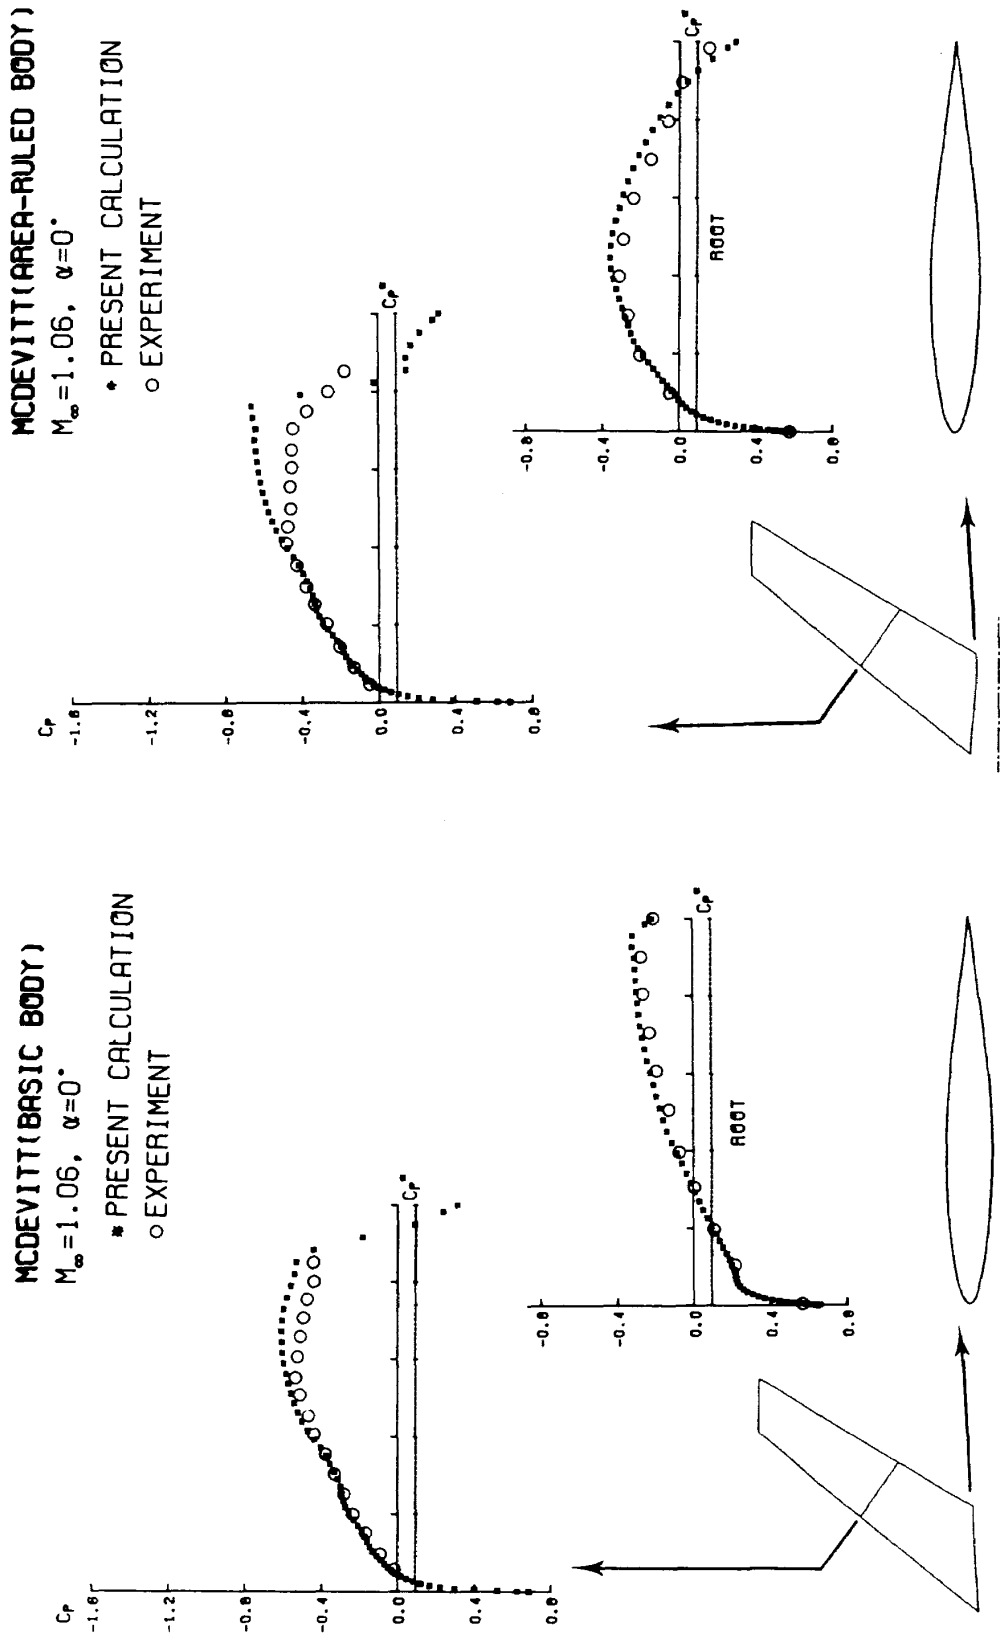 MCDEVITT(BASIC BODY)
M∞=1.06, α=0°
* PRESENT CALCULATION
○ EXPERIMENT
Cₚ
-1.6
-1.2
-0.8
-0.4
0.0
0.4
0.8
Cₚ*
-0.8
-0.4
0.0
0.4
0.8
Cₚ*
ROOT
MCDEVITT(AREA-RULED BODY)
M∞=1.06, α=0°
* PRESENT CALCULATION
○ EXPERIMENT
Cₚ
-1.6
-1.2
-0.8
-0.4
0.0
0.4
0.8
Cₚ*
-0.8
-0.4
0.0
0.4
0.8
Cₚ*
ROOT